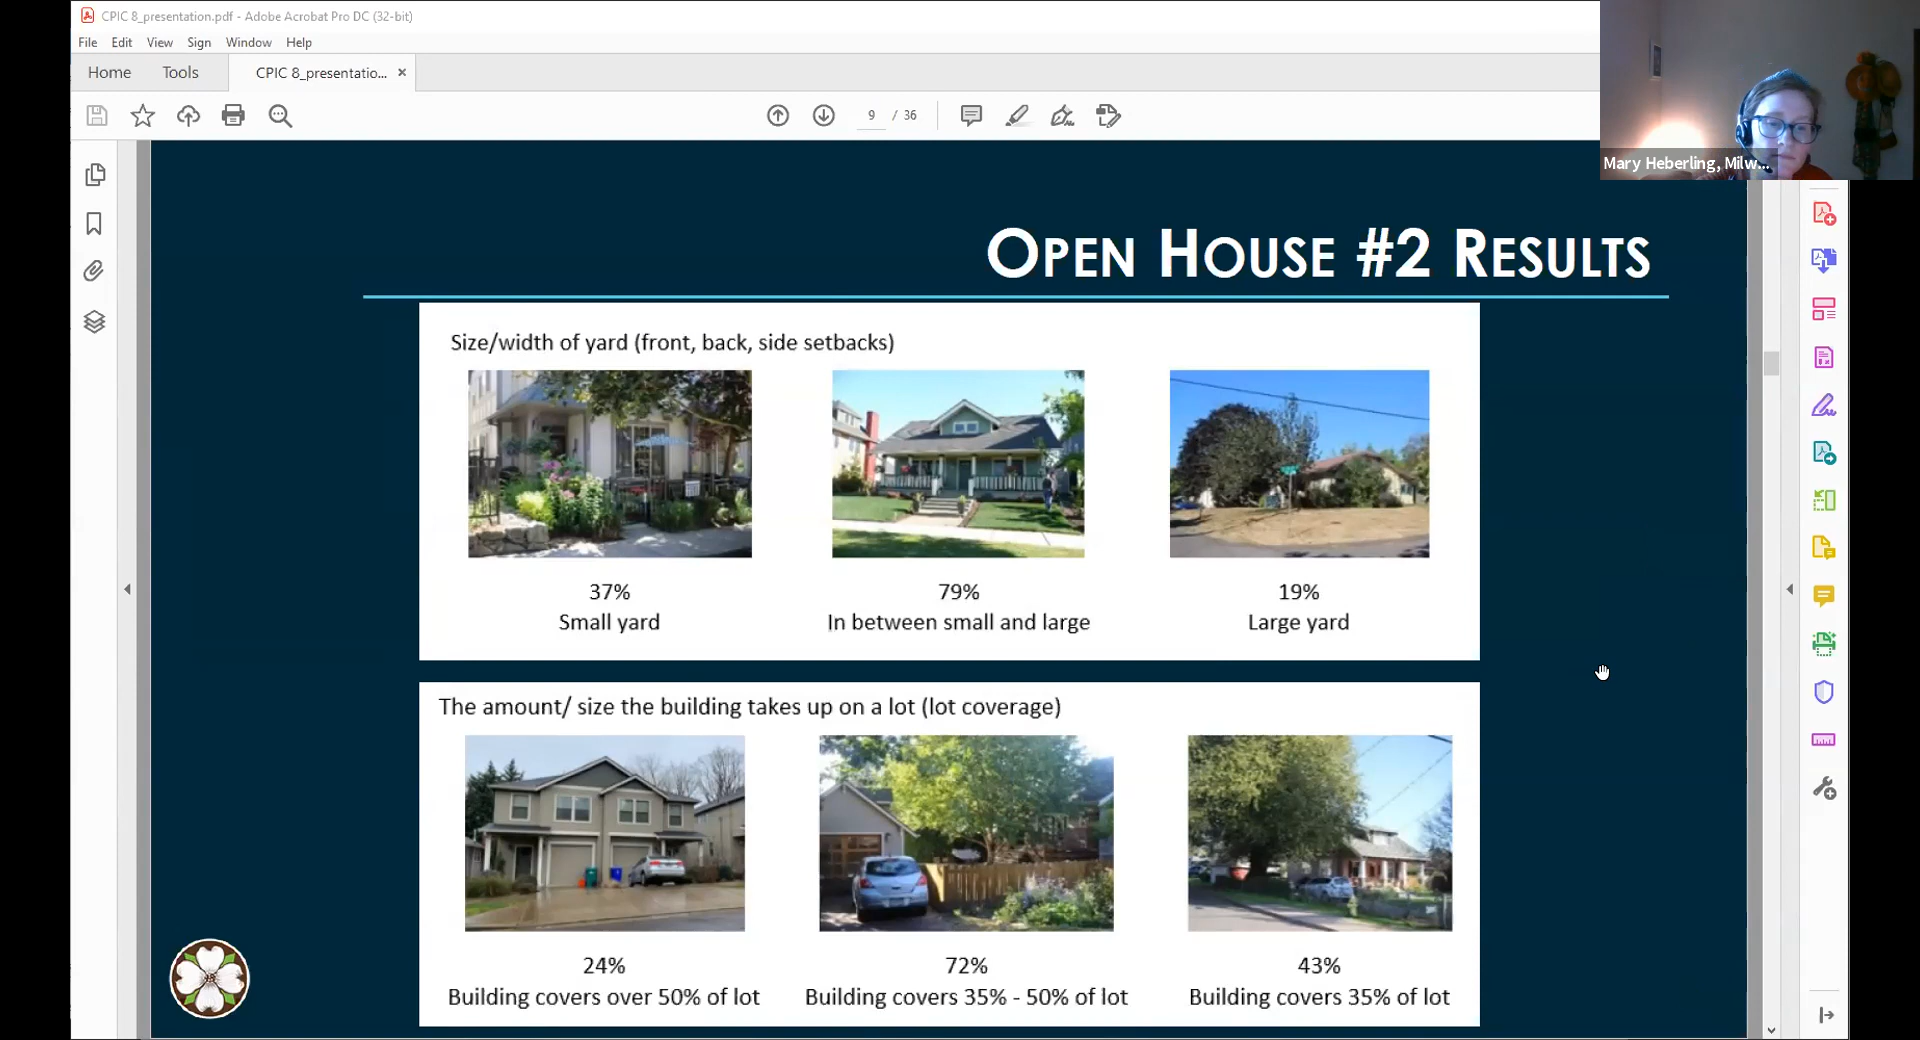 CPIC 8_presentation.pdf - Adobe Acrobat Pro DC (32-bit)
File Edit View Sign Window Help
Home Tools CPIC 8_presentatio... ×
9 / 36
Mary Heberling, Milw...
OPEN HOUSE #2 RESULTS
Size/width of yard (front, back, side setbacks)
37% 79% 19%
Small yard In between small and large Large yard
The amount/ size the building takes up on a lot (lot coverage)
24% 72% 43%
Building covers over 50% of lot Building covers 35% - 50% of lot Building covers 35% of lot